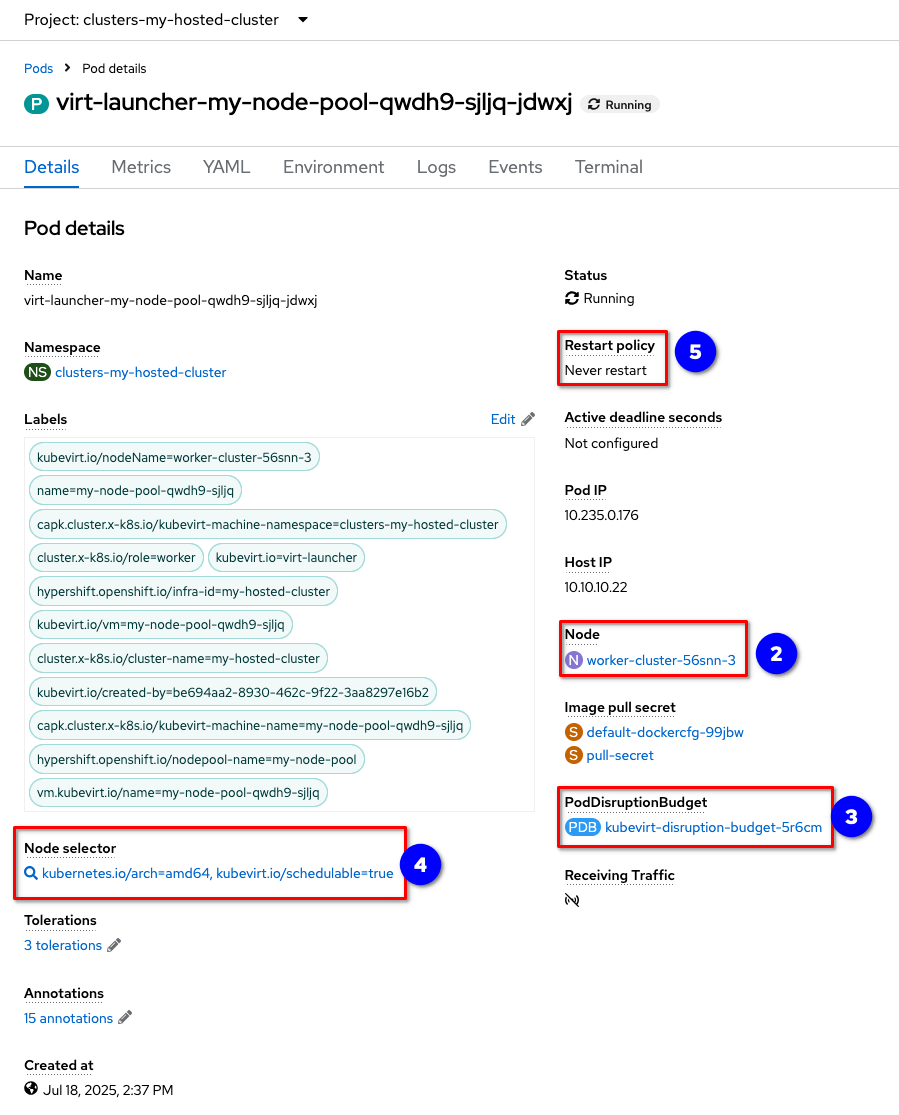 Project: clusters-my-hosted-cluster
Pods > Pod details
P virt-launcher-my-node-pool-qwdh9-sjljq-jdwxj Running
Details Metrics YAML Environment Logs Events Terminal
Pod details
Name
virt-launcher-my-node-pool-qwdh9-sjljq-jdwxj
Namespace
NS clusters-my-hosted-cluster
Labels Edit
kubevirt.io/nodeName=worker-cluster-56snn-3
name=my-node-pool-qwdh9-sjljq
capk.cluster.x-k8s.io/kubevirt-machine-namespace=clusters-my-hosted-cluster
cluster.x-k8s.io/role=worker kubevirt.io=virt-launcher
hypershift.openshift.io/infra-id=my-hosted-cluster
kubevirt.io/vm=my-node-pool-qwdh9-sjljq
cluster.x-k8s.io/cluster-name=my-hosted-cluster
kubevirt.io/created-by=be694aa2-8930-462c-9f22-3aa8297e16b2
capk.cluster.x-k8s.io/kubevirt-machine-name=my-node-pool-qwdh9-sjljq
hypershift.openshift.io/nodepool-name=my-node-pool
vm.kubevirt.io/name=my-node-pool-qwdh9-sjljq
Node selector
kubernetes.io/arch=amd64, kubevirt.io/schedulable=true
4
Tolerations
3 tolerations
Annotations
15 annotations
Created at
Jul 18, 2025, 2:37 PM
Status
Running
Restart policy
Never restart
5
Active deadline seconds
Not configured
Pod IP
10.235.0.176
Host IP
10.10.10.22
Node
N worker-cluster-56snn-3
2
Image pull secret
S default-dockercfg-99jbw
S pull-secret
PodDisruptionBudget
PDB kubevirt-disruption-budget-5r6cm
3
Receiving Traffic